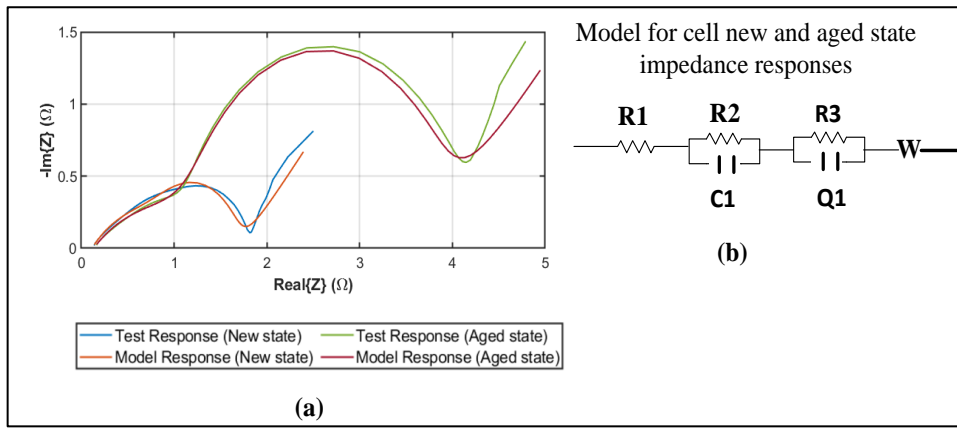 1.5
1
0.5
0
-Im{Z} (Ω)
0 1 2 3 4 5
Real{Z} (Ω)
Test Response (New state) Test Response (Aged state)
Model Response (New state) Model Response (Aged state)
(a)
Model for cell new and aged state
impedance responses
R1 R2 R3
W
C1 Q1
(b)